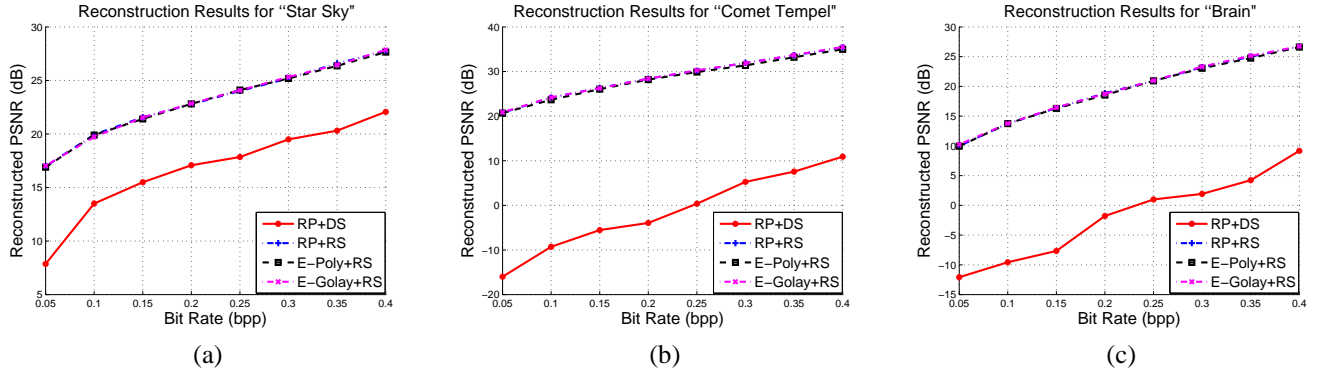 Reconstruction Results for “Star Sky"
Reconstructed PSNR (dB)
30
25
20
15
10
5
0.05 0.1 0.15 0.2 0.25 0.3 0.35 0.4
Bit Rate (bpp)
RP+DS
RP+RS
E−Poly+RS
E−Golay+RS
(a)
Reconstruction Results for “Comet Tempel"
Reconstructed PSNR (dB)
40
30
20
10
0
−10
−20
0.05 0.1 0.15 0.2 0.25 0.3 0.35 0.4
Bit Rate (bpp)
RP+DS
RP+RS
E−Poly+RS
E−Golay+RS
(b)
Reconstruction Results for “Brain"
Reconstructed PSNR (dB)
30
25
20
15
10
5
0
−5
−10
−15
0.05 0.1 0.15 0.2 0.25 0.3 0.35 0.4
Bit Rate (bpp)
RP+DS
RP+RS
E−Poly+RS
E−Golay+RS
(c)